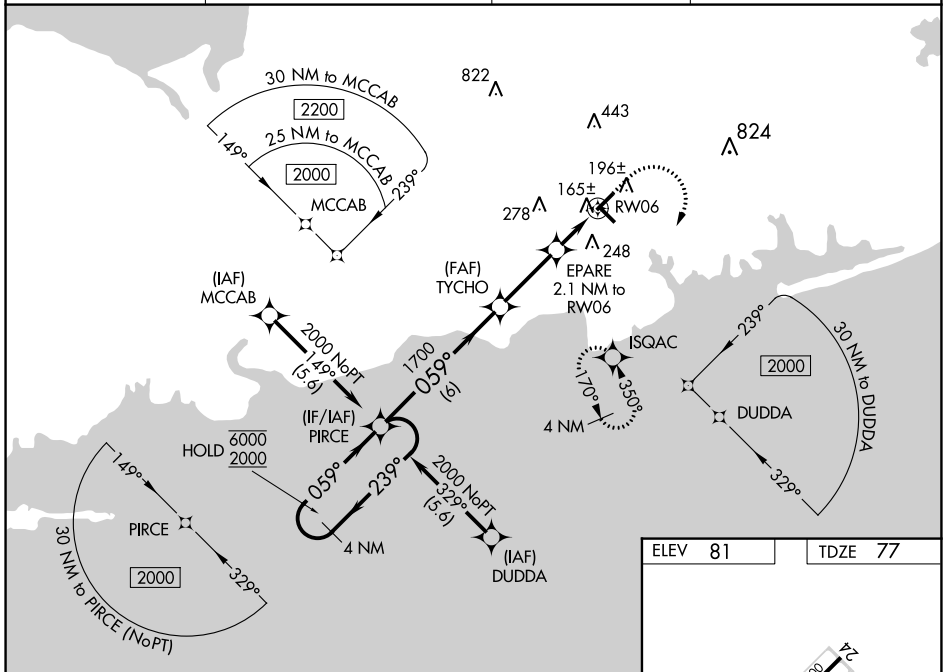 30 NM to MCCAB
2200
25 NM to MCCAB
2000
149°
239°
MCCAB
822
443
824
196±
165±
278
RW06
248
(FAF)
TYCHO
EPARE
2.1 NM to
RW06
(IAF)
MCCAB
2000 NoPT
149°
(5.6)
1700
059°
(6)
ISQAC
170°
350°
4 NM
239°
2000
30 NM to DUDDA
DUDDA
329°
(IF/IAF)
PIRCE
HOLD 6000
2000
059°
239°
4 NM
2000 NoPT
329°
(5.6)
(IAF)
DUDDA
149°
PIRCE
2000
329°
30 NM to PIRCE (NoPT)
ELEV 81
TDZE 77
24